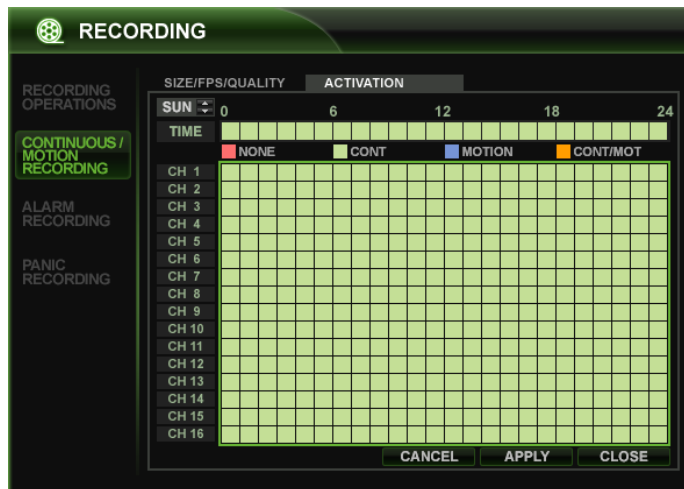 RECORDING
SIZE/FPS/QUALITY ACTIVATION
RECORDING
OPERATIONS
SUN 0 6 12 18 24
TIME
CONTINUOUS /
MOTION
RECORDING
NONE CONT MOTION CONT/MOT
CH 1
CH 2
CH 3
ALARM
RECORDING
CH 4
CH 5
CH 6
PANIC
RECORDING
CH 7
CH 8
CH 9
CH 10
CH 11
CH 12
CH 13
CH 14
CH 15
CH 16
CANCEL APPLY CLOSE